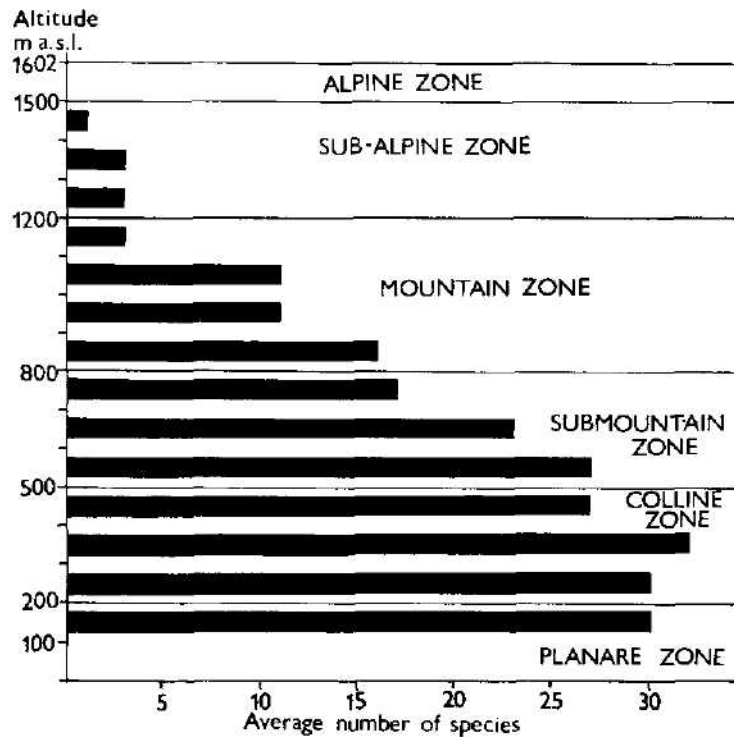 Altitude
m a.s.l.
1602
ALPINE ZONE
1500
SUB-ALPINE ZONE
1200
MOUNTAIN ZONE
800
SUBMOUNTAIN
ZONE
500
COLLINE
ZONE
200
100
PLANARE ZONE
5 10 15 20 25 30
Average number of species